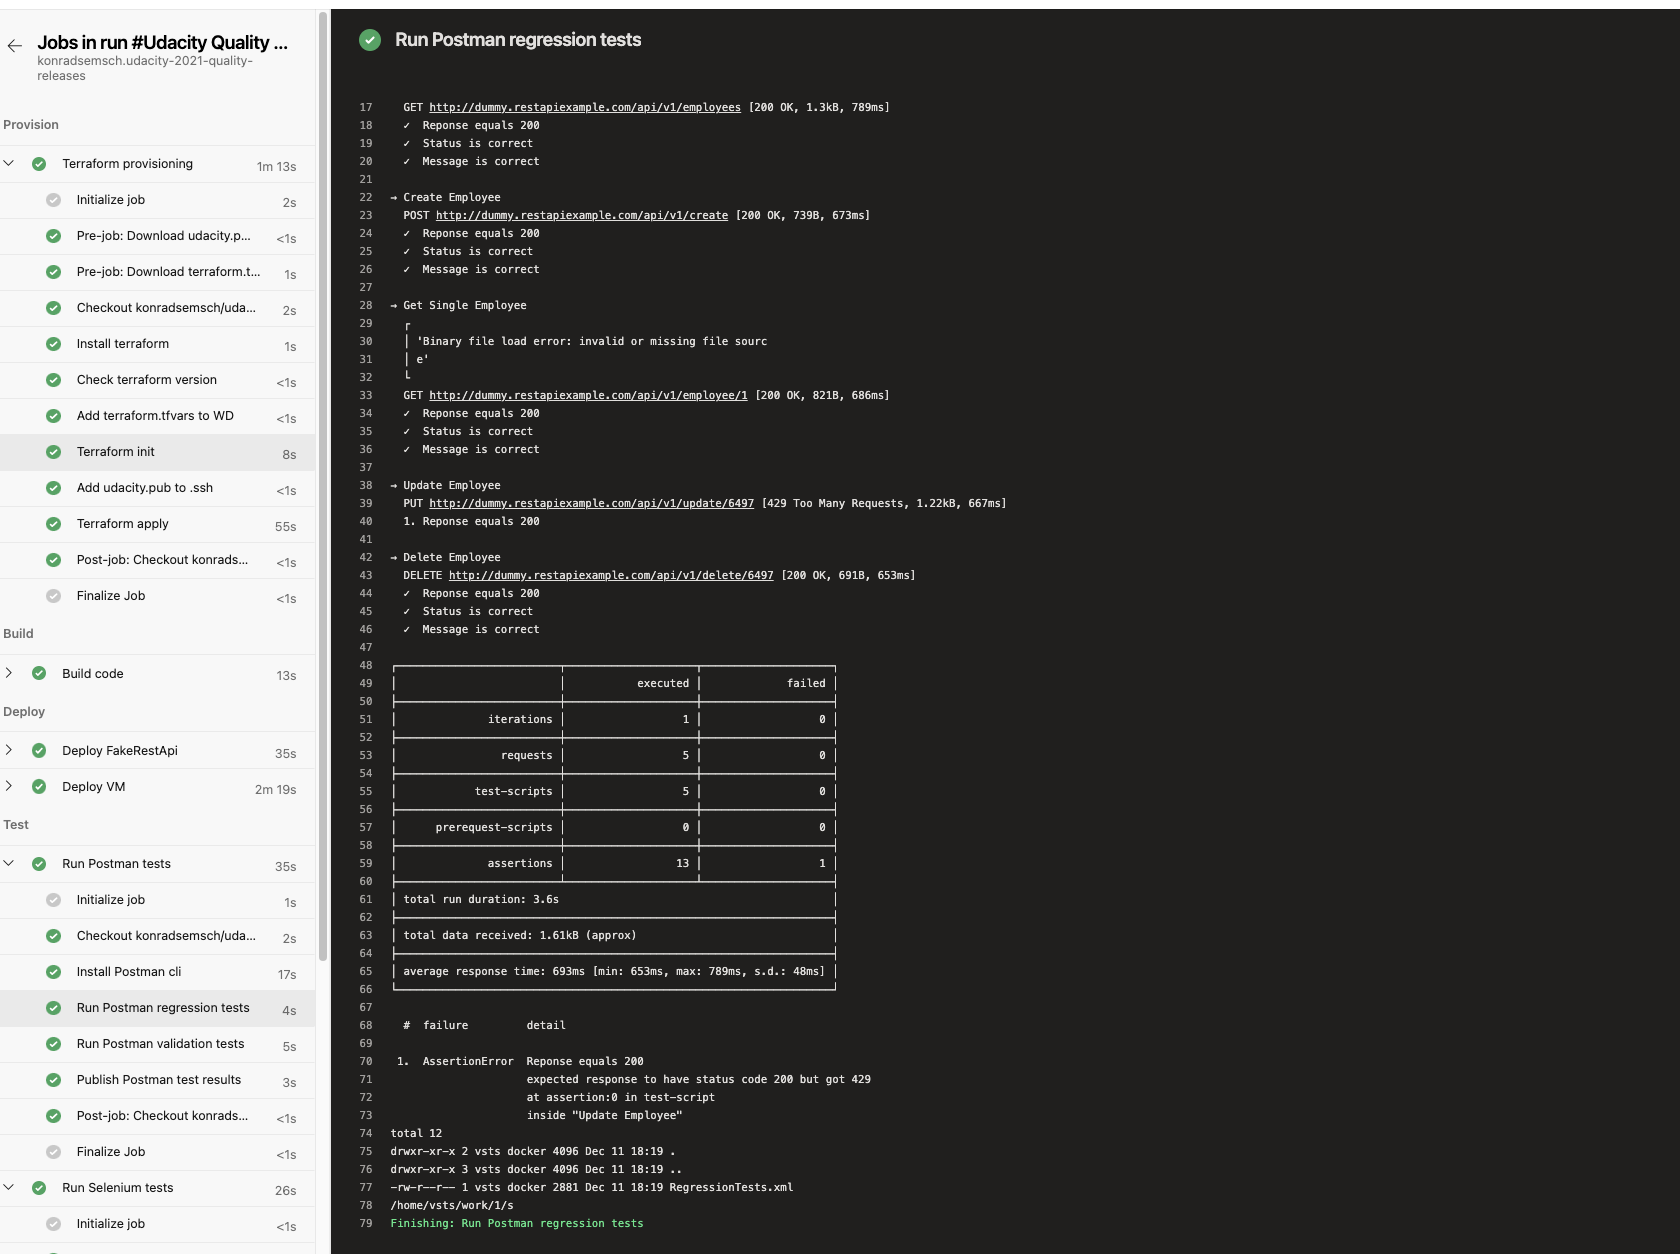 Jobs in run #Udacity Quality ...
konradsemsch.udacity-2021-quality-
releases
Provision
Terraform provisioning 1m 13s
Initialize job 2s
Pre-job: Download udacity.p... <1s
Pre-job: Download terraform.t... 1s
Checkout konradsemsch/uda... 2s
Install terraform 1s
Check terraform version <1s
Add terraform.tfvars to WD <1s
Terraform init 8s
Add udacity.pub to .ssh <1s
Terraform apply 55s
Post-job: Checkout konrads... <1s
Finalize Job <1s
Build
Build code 13s
Deploy
Deploy FakeRestApi 35s
Deploy VM 2m 19s
Test
Run Postman tests 35s
Initialize job 1s
Checkout konradsemsch/uda... 2s
Install Postman cli 17s
Run Postman regression tests 4s
Run Postman validation tests 5s
Publish Postman test results 3s
Post-job: Checkout konrads... <1s
Finalize Job <1s
Run Selenium tests 26s
Initialize job <1s
Run Postman regression tests
17 GET http://dummy.restapiexample.com/api/v1/employees [200 OK, 1.3kB, 789ms]
18 ✓ Reponse equals 200
19 ✓ Status is correct
20 ✓ Message is correct
21
22 → Create Employee
23 POST http://dummy.restapiexample.com/api/v1/create [200 OK, 739B, 673ms]
24 ✓ Reponse equals 200
25 ✓ Status is correct
26 ✓ Message is correct
27
28 → Get Single Employee
29 ┌
30 │ 'Binary file load error: invalid or missing file sourc
31 │ e'
32 └
33 GET http://dummy.restapiexample.com/api/v1/employee/1 [200 OK, 821B, 686ms]
34 ✓ Reponse equals 200
35 ✓ Status is correct
36 ✓ Message is correct
37
38 → Update Employee
39 PUT http://dummy.restapiexample.com/api/v1/update/6497 [429 Too Many Requests, 1.22kB, 667ms]
40 1. Reponse equals 200
41
42 → Delete Employee
43 DELETE http://dummy.restapiexample.com/api/v1/delete/6497 [200 OK, 691B, 653ms]
44 ✓ Reponse equals 200
45 ✓ Status is correct
46 ✓ Message is correct
47
48
49 executed failed
50
51 iterations 1 0
52
53 requests 5 0
54
55 test-scripts 5 0
56
57 prerequest-scripts 0 0
58
59 assertions 13 1
60
61 total run duration: 3.6s
62
63 total data received: 1.61kB (approx)
64
65 average response time: 693ms [min: 653ms, max: 789ms, s.d.: 48ms]
66
67
68 # failure detail
69
70 1. AssertionError Reponse equals 200
71 expected response to have status code 200 but got 429
72 at assertion:0 in test-script
73 inside "Update Employee"
74 total 12
75 drwxr-xr-x 2 vsts docker 4096 Dec 11 18:19 .
76 drwxr-xr-x 3 vsts docker 4096 Dec 11 18:19 ..
77 -rw-r--r-- 1 vsts docker 2881 Dec 11 18:19 RegressionTests.xml
78 /home/vsts/work/1/s
79 Finishing: Run Postman regression tests